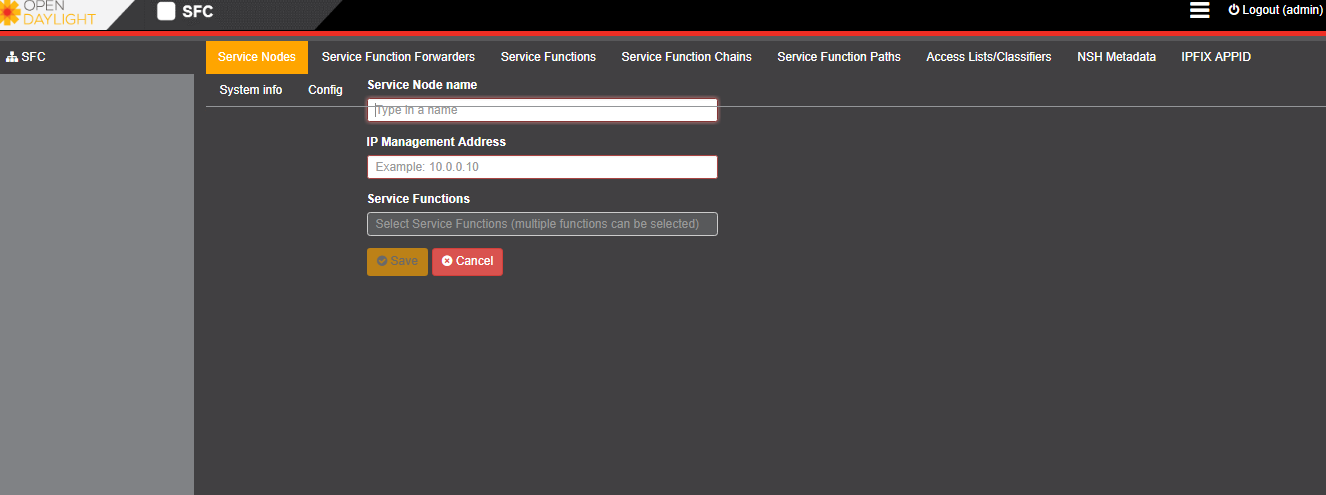 OPEN
DAYLIGHT
SFC
Logout (admin)
SFC
Service Nodes
Service Function Forwarders
Service Functions
Service Function Chains
Service Function Paths
Access Lists/Classifiers
NSH Metadata
IPFIX APPID
System info
Config
Service Node name
Type in a name
IP Management Address
Example: 10.0.0.10
Service Functions
Select Service Functions (multiple functions can be selected)
Save
Cancel